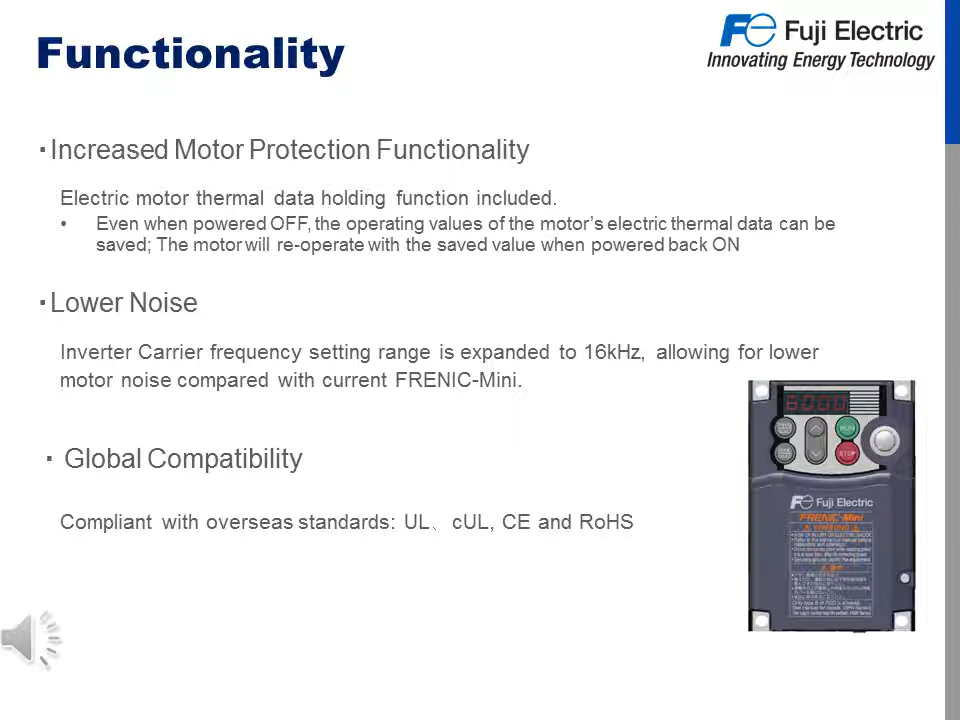 Functionality
Fuji Electric
Innovating Energy Technology
・Increased Motor Protection Functionality
Electric motor thermal data holding function included.
• Even when powered OFF, the operating values of the motor’s electric thermal data can be
saved; The motor will re-operate with the saved value when powered back ON
・Lower Noise
Inverter Carrier frequency setting range is expanded to 16kHz, allowing for lower
motor noise compared with current FRENIC-Mini.
・ Global Compatibility
Compliant with overseas standards: UL、cUL, CE and RoHS
RUN
STOP
Fuji Electric
FRENIC-Mini
WARNING